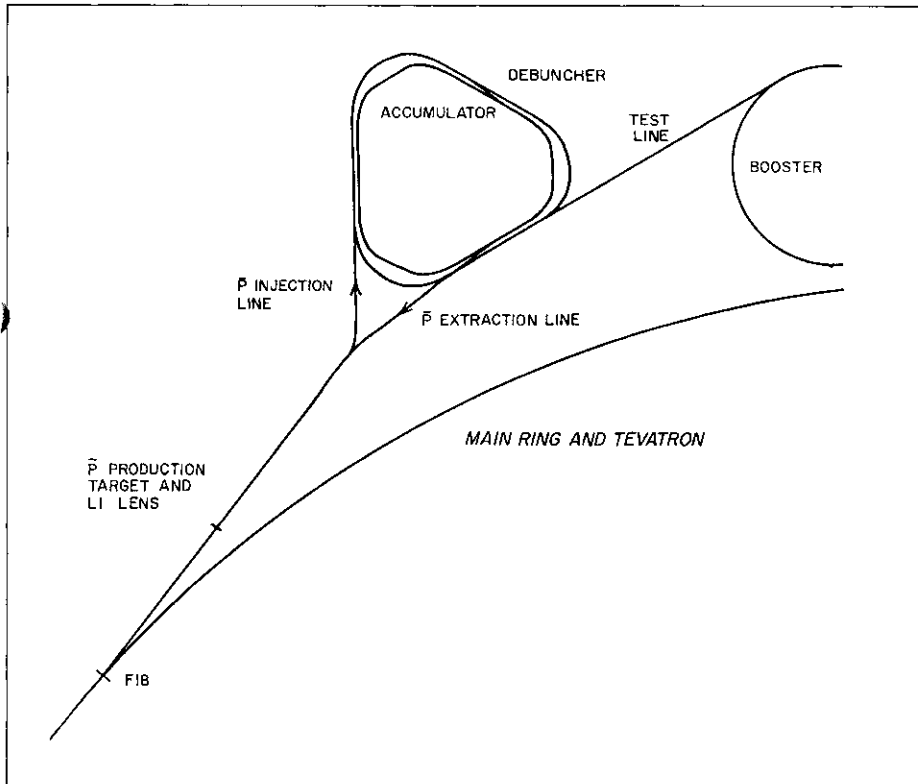 DEBUNCHER
ACCUMULATOR
TEST
LINE
BOOSTER
P̄ INJECTION
LINE
P̄ EXTRACTION LINE
MAIN RING AND TEVATRON
P̄ PRODUCTION
TARGET AND
LI LENS
F18